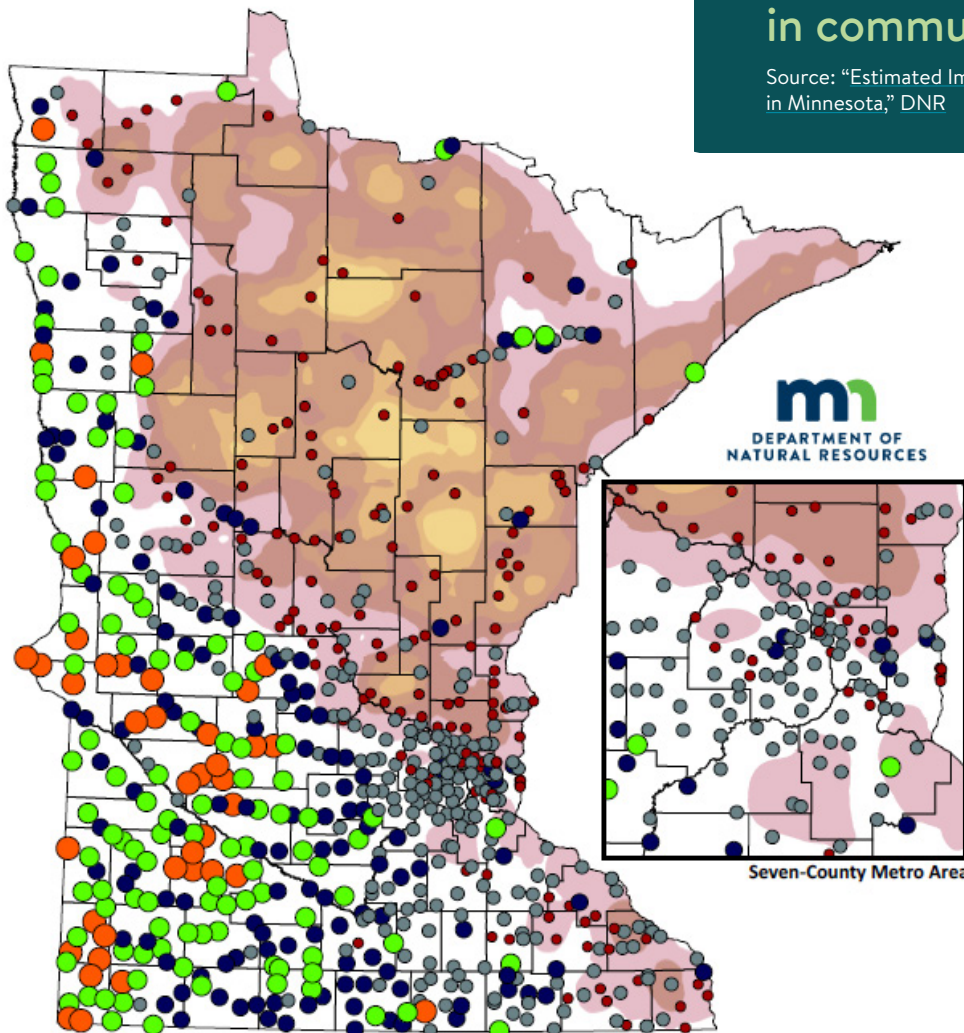 in commu
Source: "Estimated Im
in Minnesota," DNR
mn
DEPARTMENT OF
NATURAL RESOURCES
Seven-County Metro Area